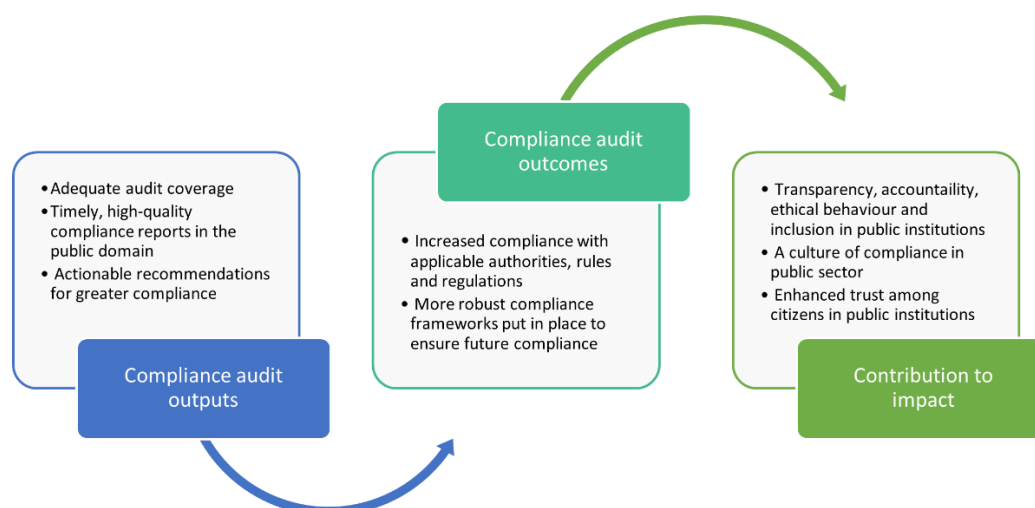 • Adequate audit coverage
• Timely, high-quality
compliance reports in the
public domain
• Actionable recommendations
for greater compliance
Compliance audit
outputs
Compliance audit
outcomes
• Increased compliance with
applicable authorities, rules
and regulations
• More robust compliance
frameworks put in place to
ensure future compliance
• Transparency, accountaility,
ethical behaviour and
inclusion in public institutions
• A culture of compliance in
public sector
• Enhanced trust among
citizens in public institutions
Contribution to
impact